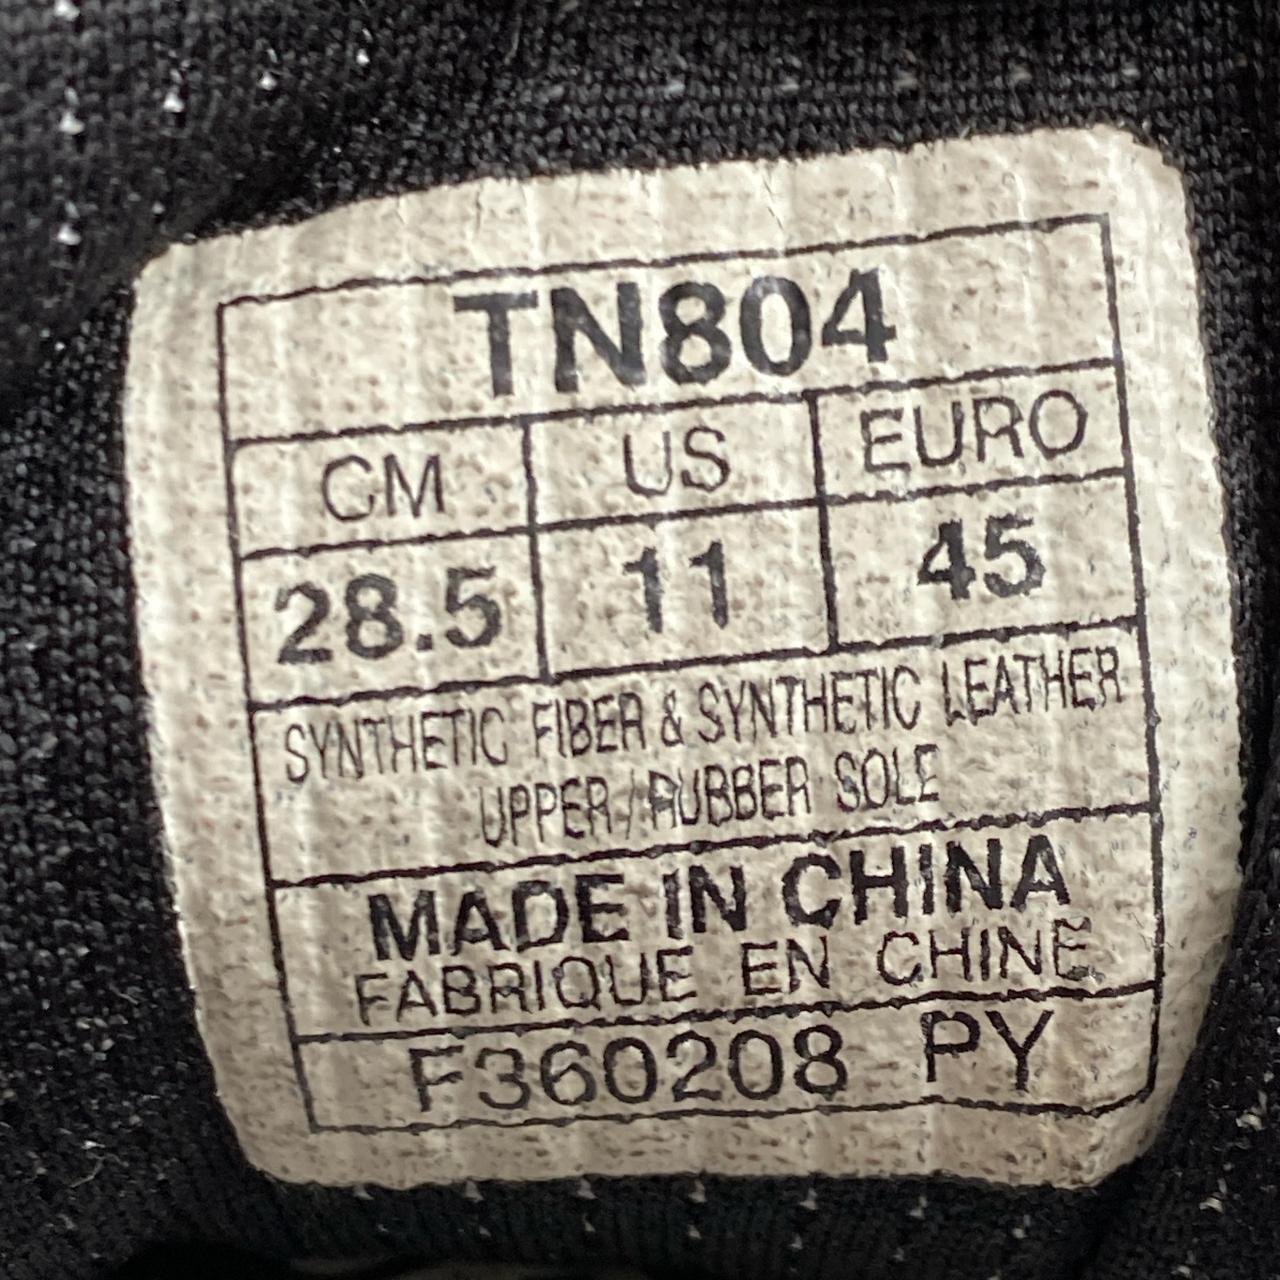 TN804
CM US EURO
28.5 11 45
SYNTHETIC FIBER & SYNTHETIC LEATHER
UPPER / RUBBER SOLE
MADE IN CHINA
FABRIQUE EN CHINE
F360208 PY